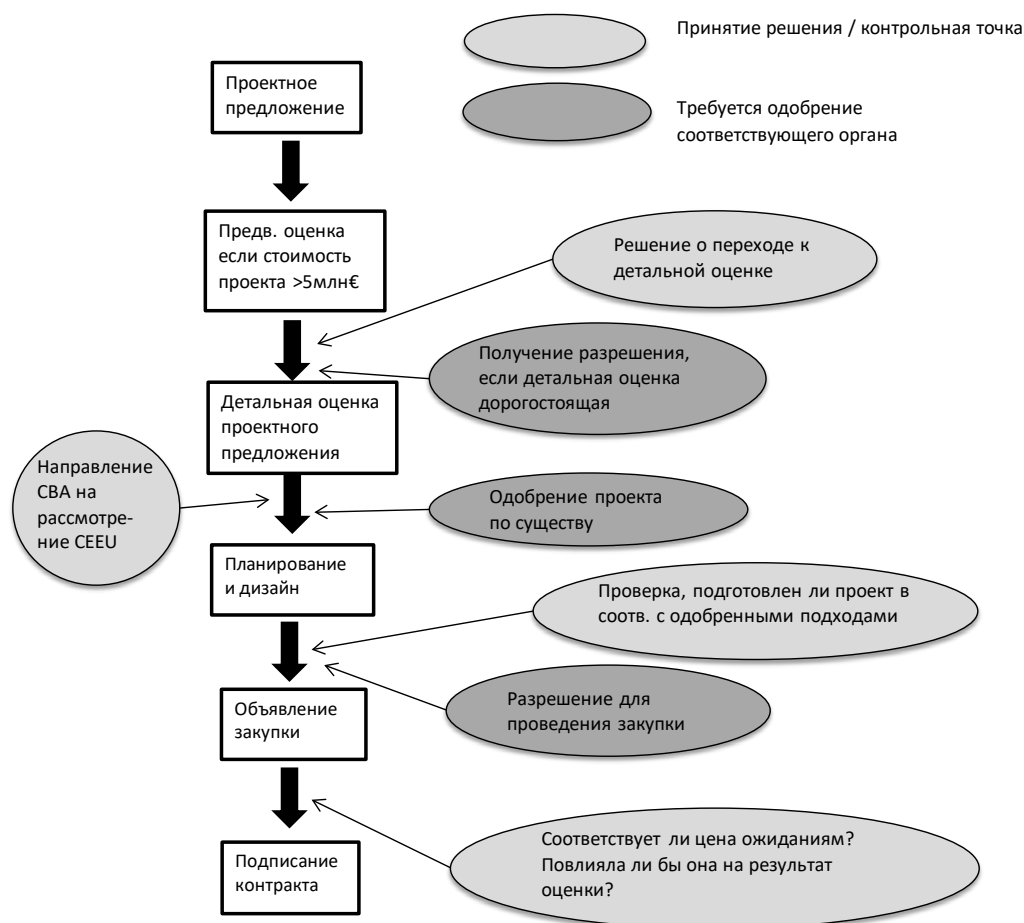 Принятие решения / контрольная точка
Проектное
предложение
Требуется одобрение
соответствующего органа
Предв. оценка
если стоимость
проекта >5млн€
Решение о переходе к
детальной оценке
Получение разрешения,
если детальная оценка
дорогостоящая
Детальная оценка
проектного
предложения
Направление
CBA на
рассмотре-
ние CEEU
Одобрение проекта
по существу
Планирование
и дизайн
Проверка, подготовлен ли проект в
соотв. с одобренными подходами
Разрешение для
проведения закупки
Объявление
закупки
Соответствует ли цена ожиданиям?
Повлияла ли бы она на результат
оценки?
Подписание
контракта